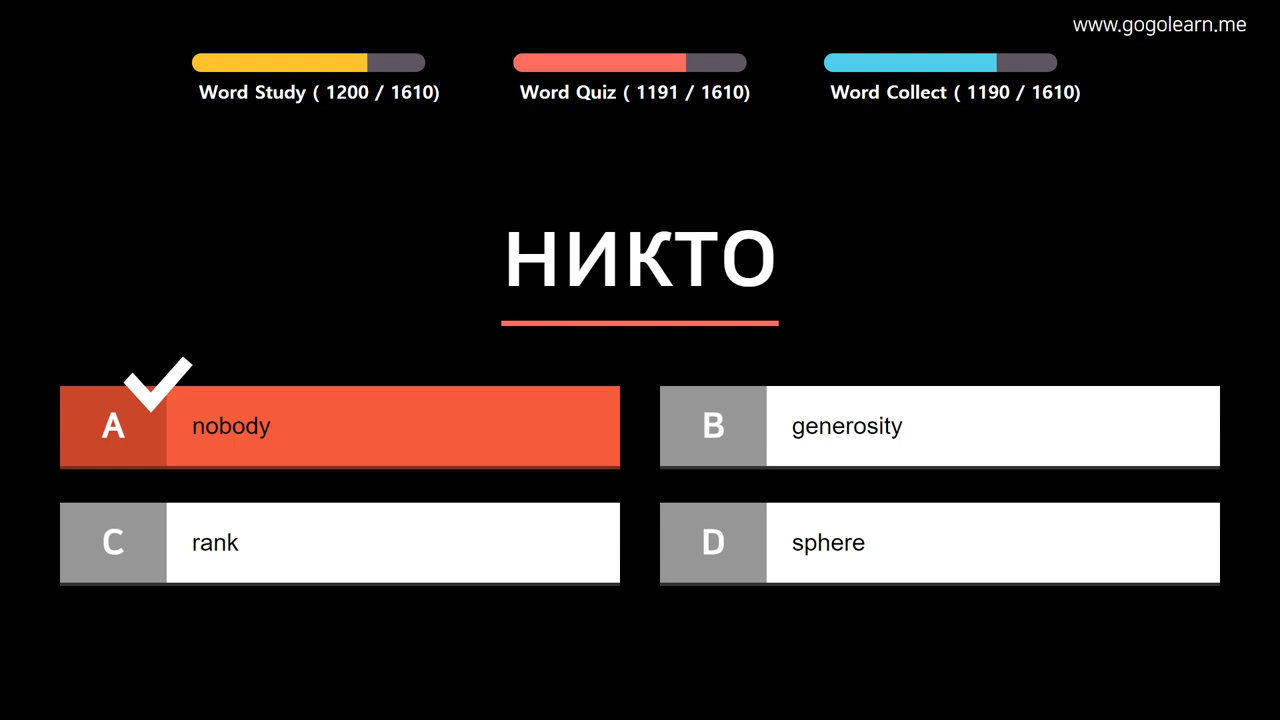 www.gogolearn.me
Word Study ( 1200 / 1610)
Word Quiz ( 1191 / 1610)
Word Collect ( 1190 / 1610)
никто
A
nobody
B
generosity
C
rank
D
sphere